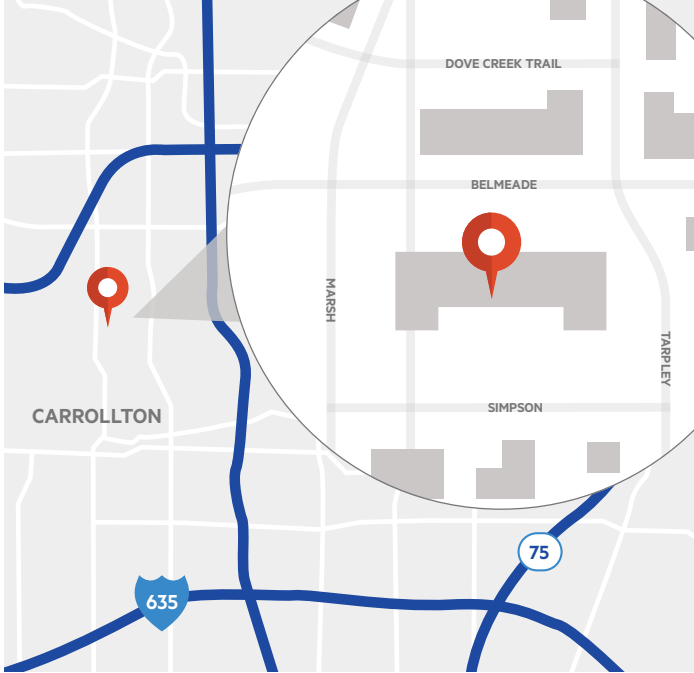 DOVE CREEK TRAIL
BELMEADE
MARSH
TARPLEY
SIMPSON
CARROLLTON
75
635